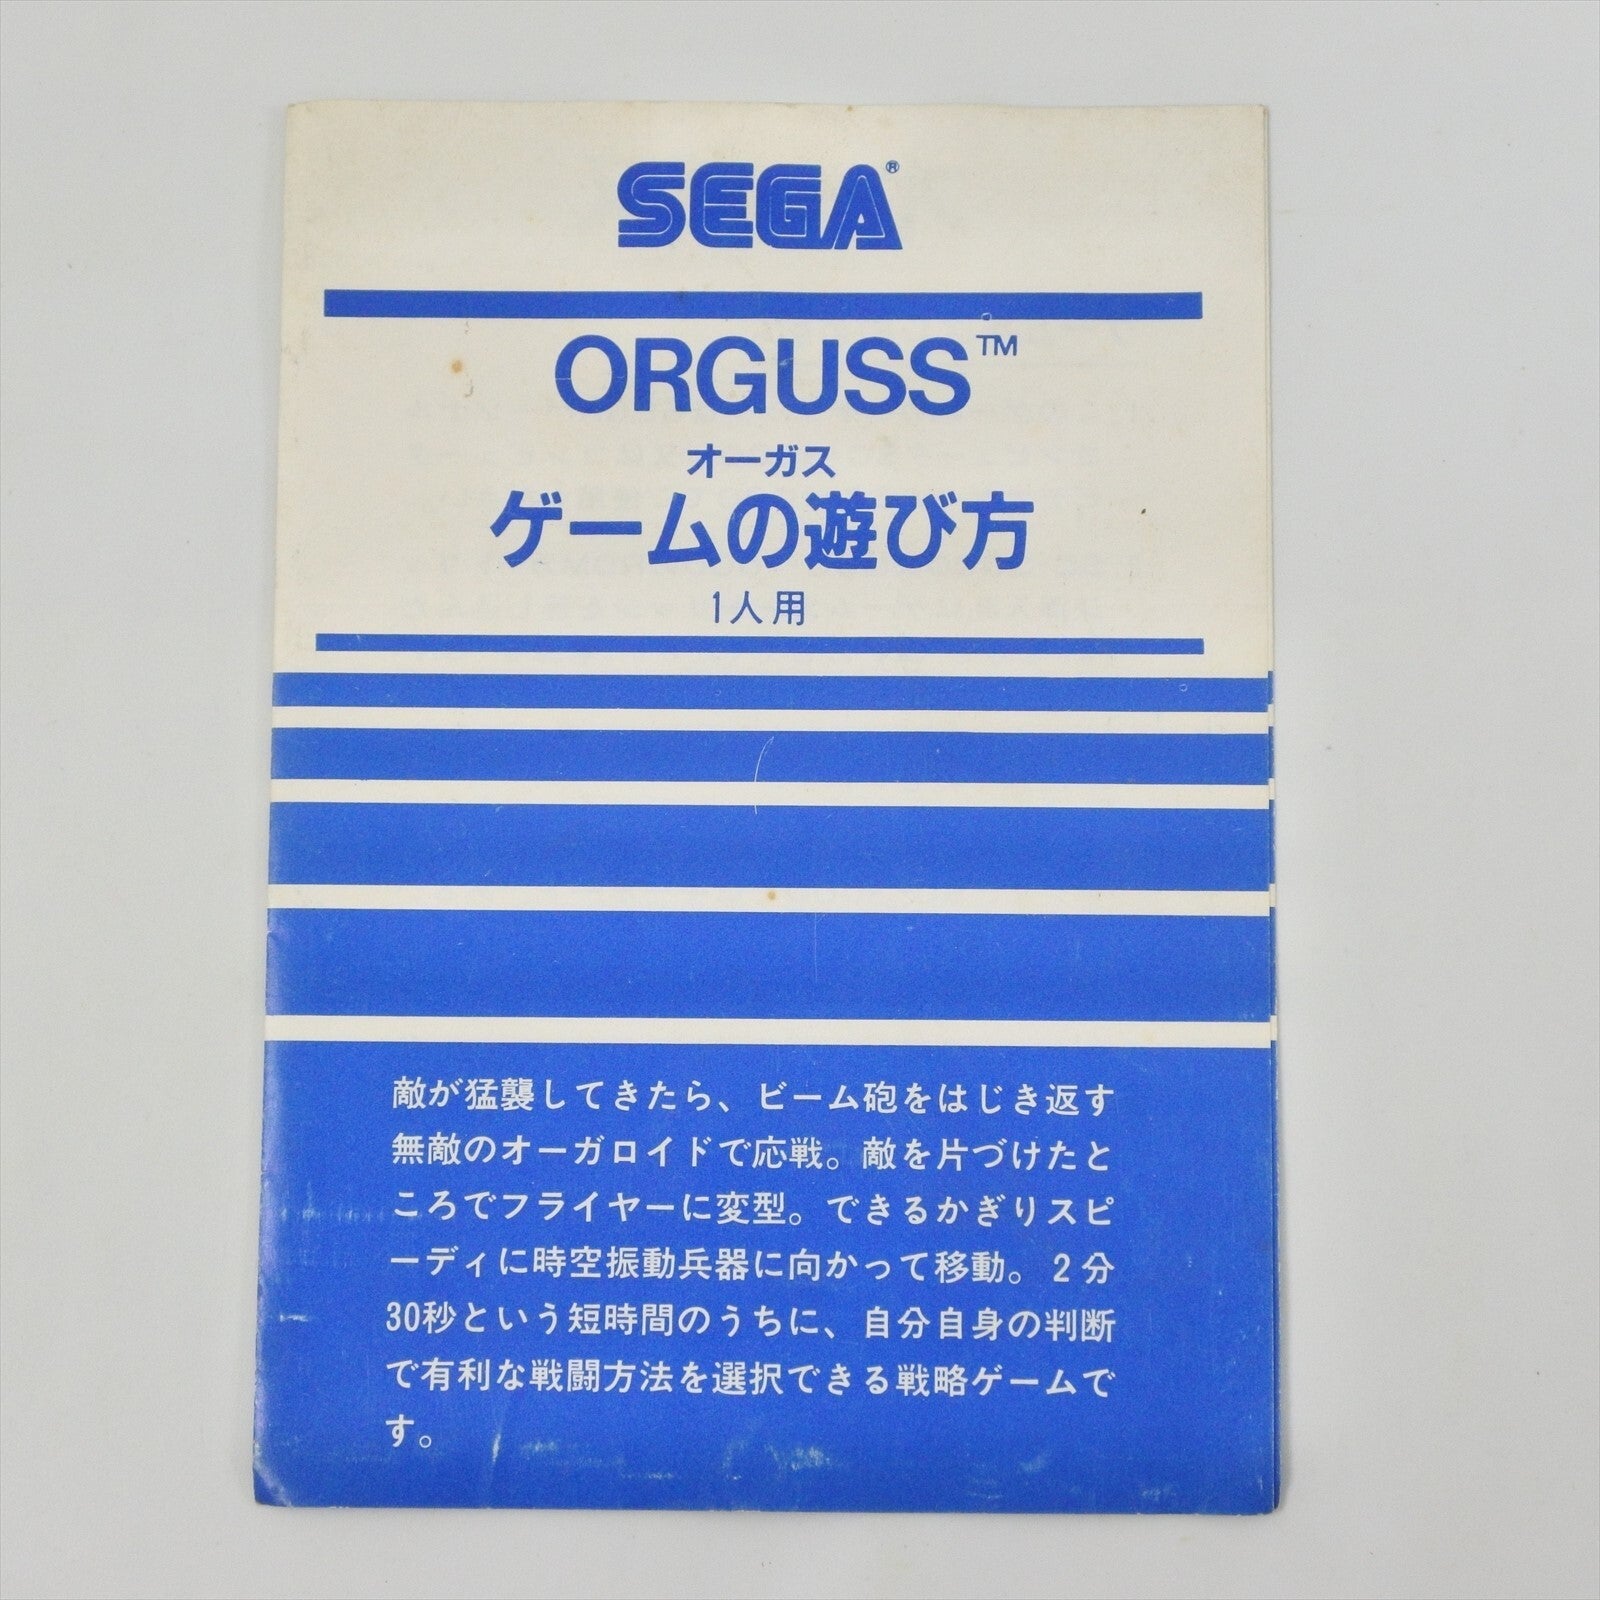 SEGA®
ORGUSS™
オーガス
ゲームの遊び方
1人用
敵が猛襲してきたら、ビーム砲をはじき返す
無敵のオーガロイドで応戦。敵を片づけたと
ころでフライヤーに変型。できるかぎりスピ
ーディに時空振動兵器に向かって移動。2分
30秒という短時間のうちに、自分自身の判断
で有利な戦闘方法を選択できる戦略ゲームで
す。